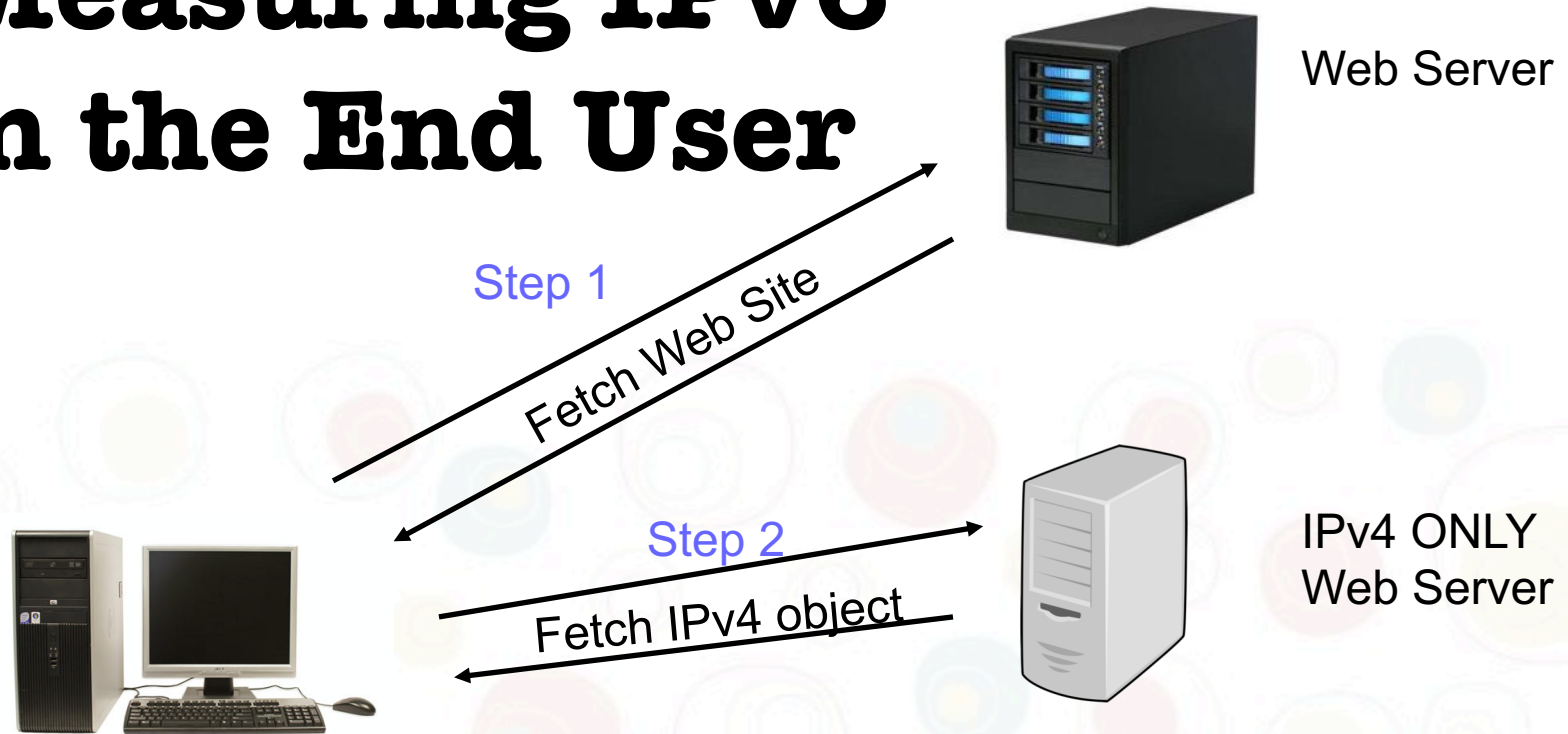 the End User
Web Server
Step 1
Fetch Web Site
Step 2
Fetch IPv4 object
IPv4 ONLY
Web Server